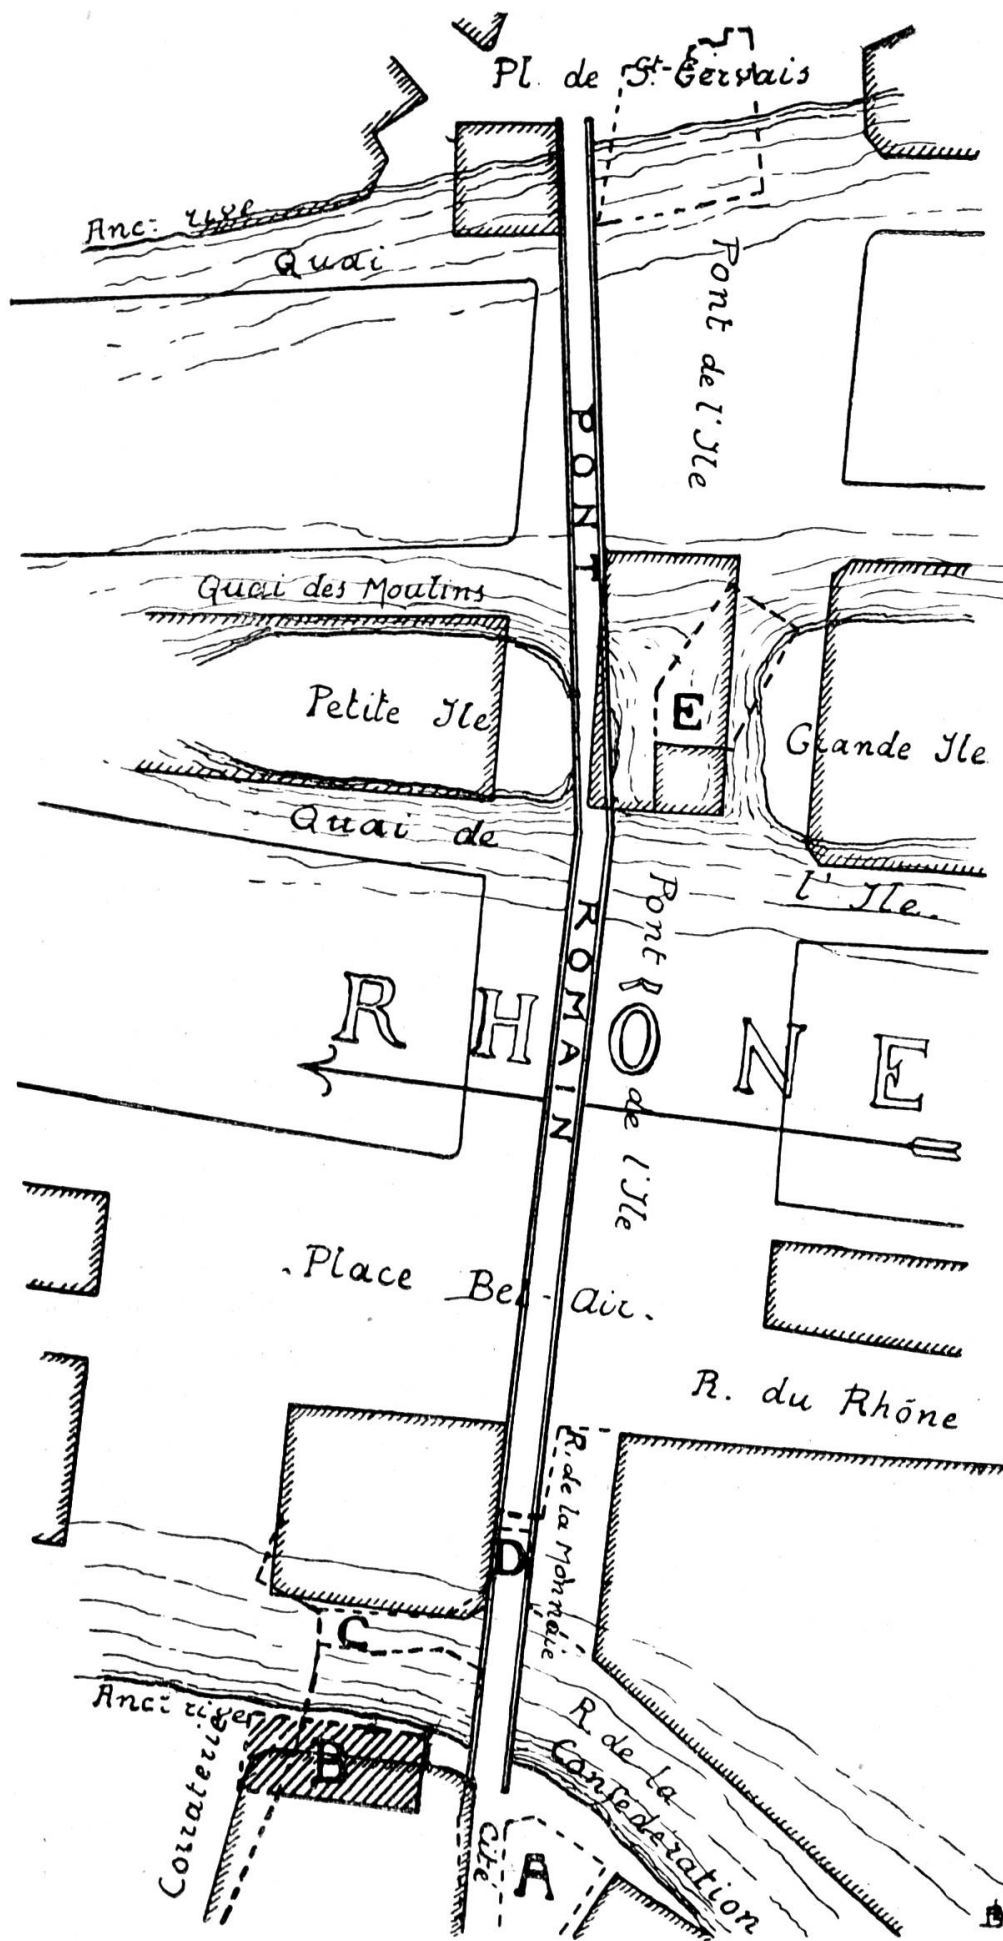 Pl. de St-Gervais
Anc: rive
Quai
Pont de l'Ile
PONT
Quai des Moulins
Petite Ile
E
Grande Ile
Quai de
l'Ile.
ROMAIN
Pont
de l'Ile
RHONE
Place Bel-Air.
R. du Rhône
R. de la Monnaie
D
C
Anc: rive
B
Corraterie
R. de la
Confédération
Cité
A